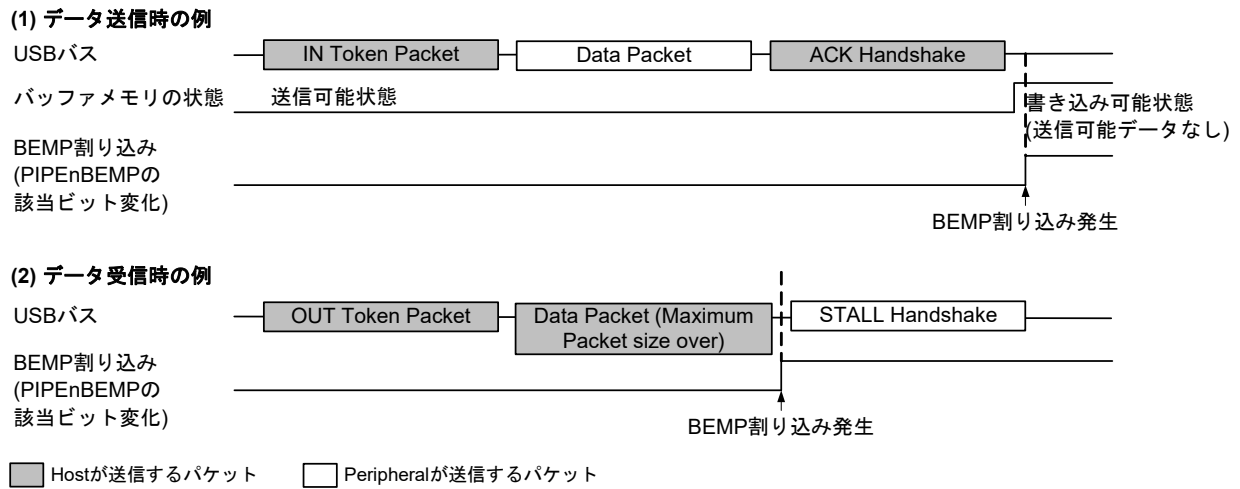 (1) データ送信時の例
USBバス
IN Token Packet
Data Packet
ACK Handshake
バッファメモリの状態
送信可能状態
書き込み可能状態
(送信可能データなし)
BEMP割り込み
(PIPEnBEMPの
該当ビット変化)
BEMP割り込み発生
(2) データ受信時の例
USBバス
OUT Token Packet
Data Packet (Maximum
Packet size over)
STALL Handshake
BEMP割り込み
(PIPEnBEMPの
該当ビット変化)
BEMP割り込み発生
Hostが送信するパケット
Peripheralが送信するパケット